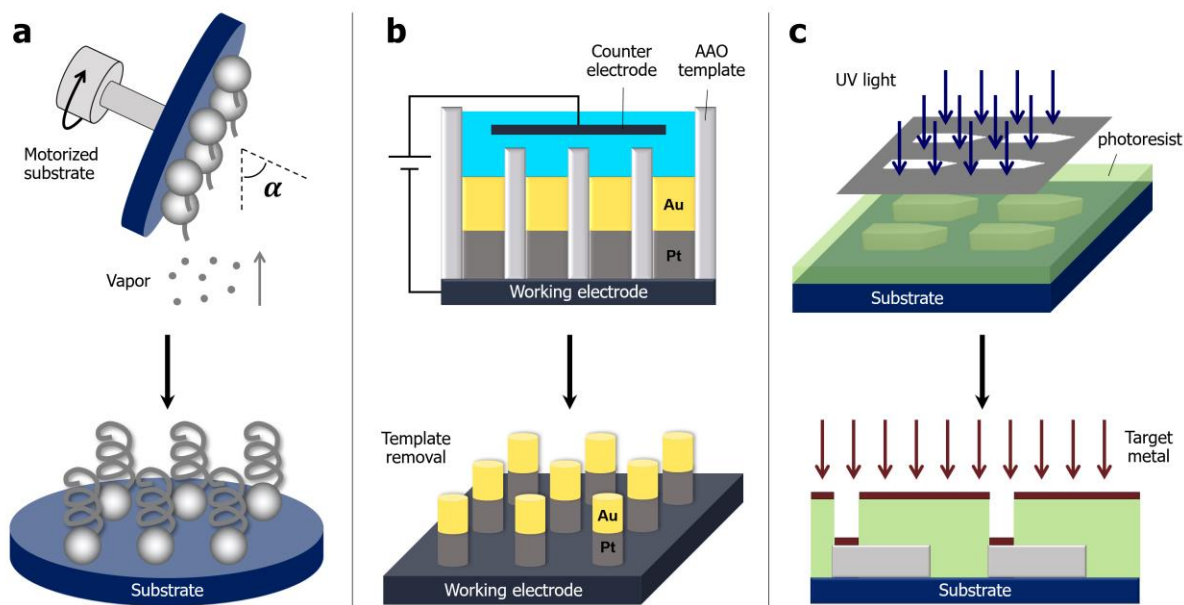 a
Motorized
substrate
α
Vapor
Substrate
b
Counter
electrode
AAO
template
Au
Pt
Working electrode
Template
removal
Au
Pt
Working electrode
c
UV light
photoresist
Substrate
Target
metal
Substrate